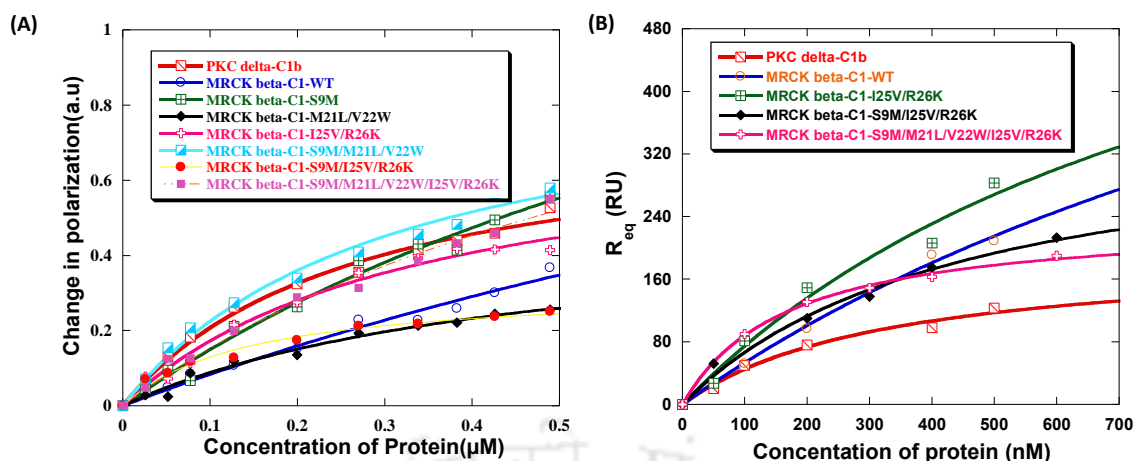 (A)
Change in polarization(a.u)
1
0.8
0.6
0.4
0.2
0
PKC delta-C1b
MRCK beta-C1-WT
MRCK beta-C1-S9M
MRCK beta-C1-M21L/V22W
MRCK beta-C1-I25V/R26K
MRCK beta-C1-S9M/M21L/V22W
MRCK beta-C1-S9M/I25V/R26K
MRCK beta-C1-S9M/M21L/V22W/I25V/R26K
0 0.1 0.2 0.3 0.4 0.5
Concentration of Protein(µM)
(B)
Req (RU)
480
400
320
240
160
80
0
PKC delta-C1b
MRCK beta-C1-WT
MRCK beta-C1-I25V/R26K
MRCK beta-C1-S9M/I25V/R26K
MRCK beta-C1-S9M/M21L/V22W/I25V/R26K
0 100 200 300 400 500 600 700
Concentation of protein (nM)